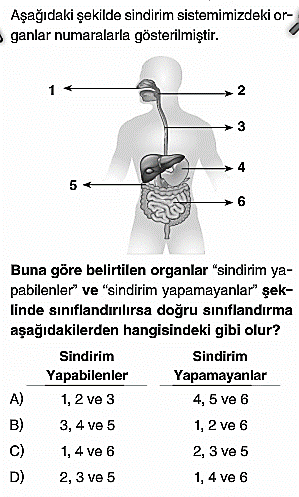 Aşağıdaki şekilde sindirim sistemimizdeki or-
ganlar numaralarla gösterilmiştir.
1
2
3
4
5
6
Buna göre belirtilen organlar “sindirim ya-
pabilenler” ve “sindirim yapamayanlar” şek-
linde sınıflandırılırsa doğru sınıflandırma
aşağıdakilerden hangisindeki gibi olur?
Sindirim Yapabilenler Sindirim Yapamayanlar
A) 1, 2 ve 3 4, 5 ve 6
B) 3, 4 ve 5 1, 2 ve 6
C) 1, 4 ve 6 2, 3 ve 5
D) 2, 3 ve 5 1, 4 ve 6